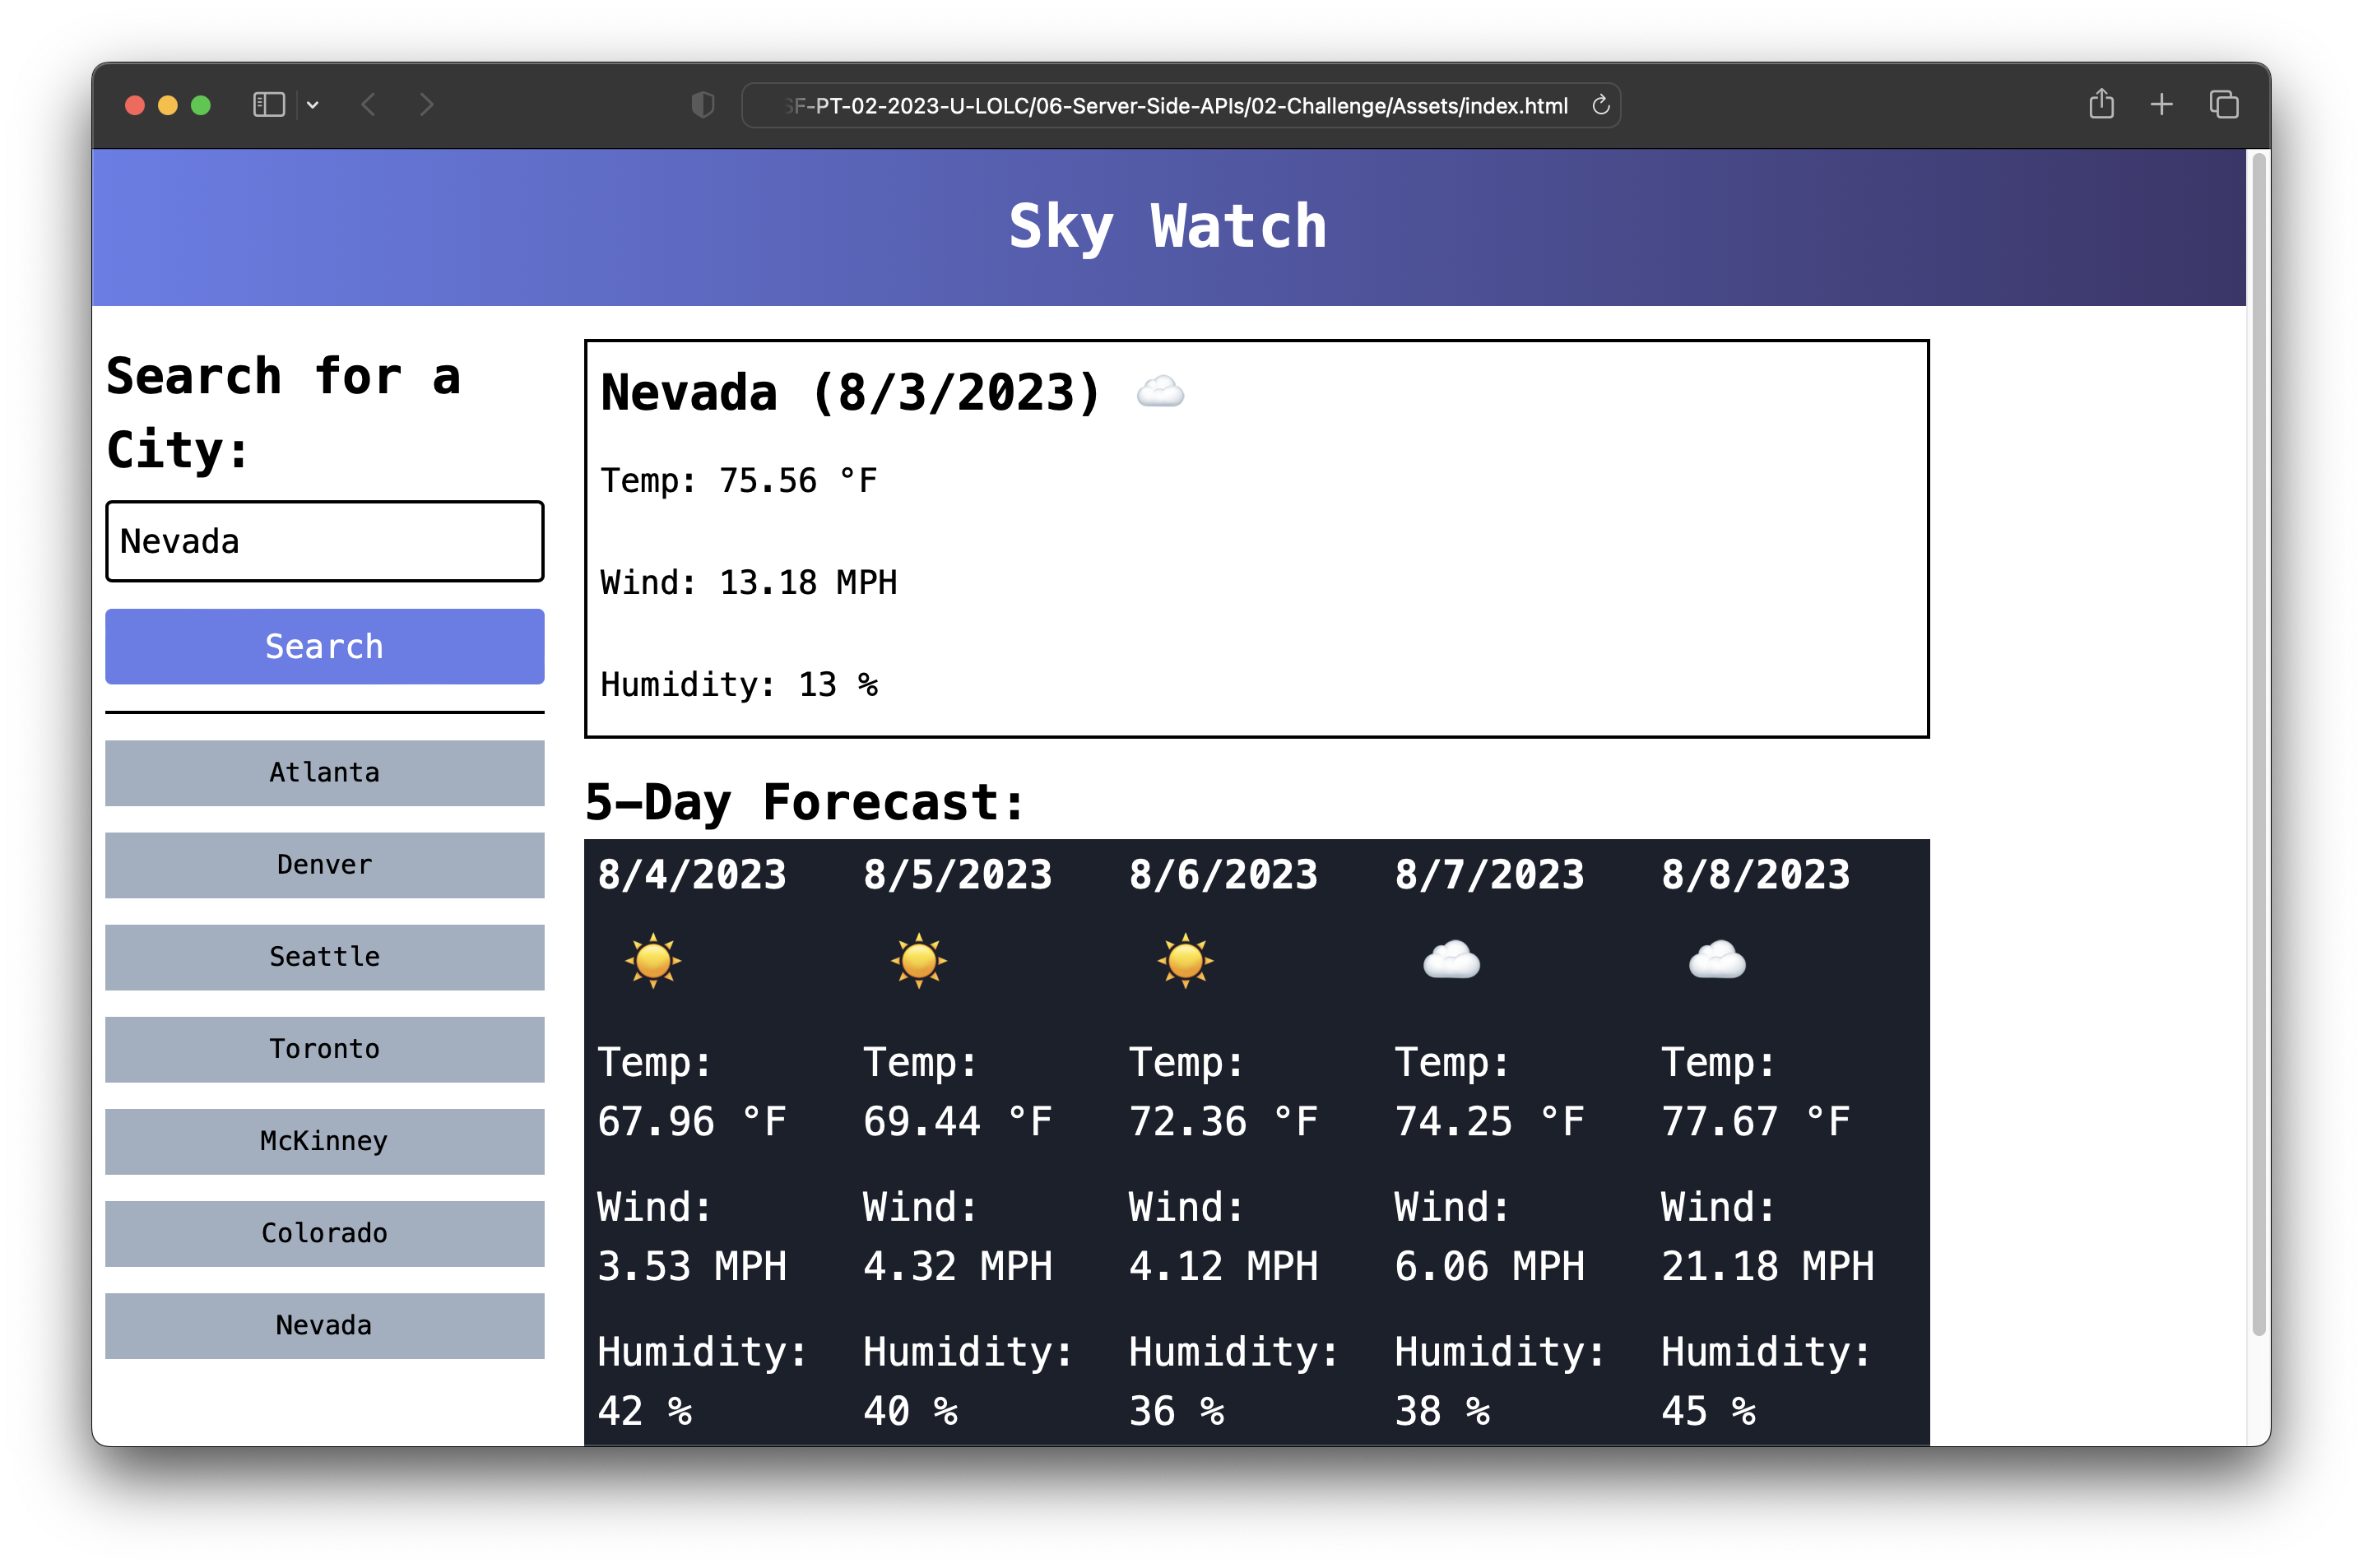 SF-PT-02-2023-U-LOLC/06-Server-Side-APIs/02-Challenge/Assets/index.html
Sky Watch
Search for a
City:
Nevada
Search
Atlanta
Denver
Seattle
Toronto
McKinney
Colorado
Nevada
Nevada (8/3/2023)
Temp: 75.56 °F
Wind: 13.18 MPH
Humidity: 13 %
5-Day Forecast:
8/4/2023 8/5/2023 8/6/2023 8/7/2023 8/8/2023
Temp: Temp: Temp: Temp: Temp:
67.96 °F 69.44 °F 72.36 °F 74.25 °F 77.67 °F
Wind: Wind: Wind: Wind: Wind:
3.53 MPH 4.32 MPH 4.12 MPH 6.06 MPH 21.18 MPH
Humidity: Humidity: Humidity: Humidity: Humidity:
42 % 40 % 36 % 38 % 45 %